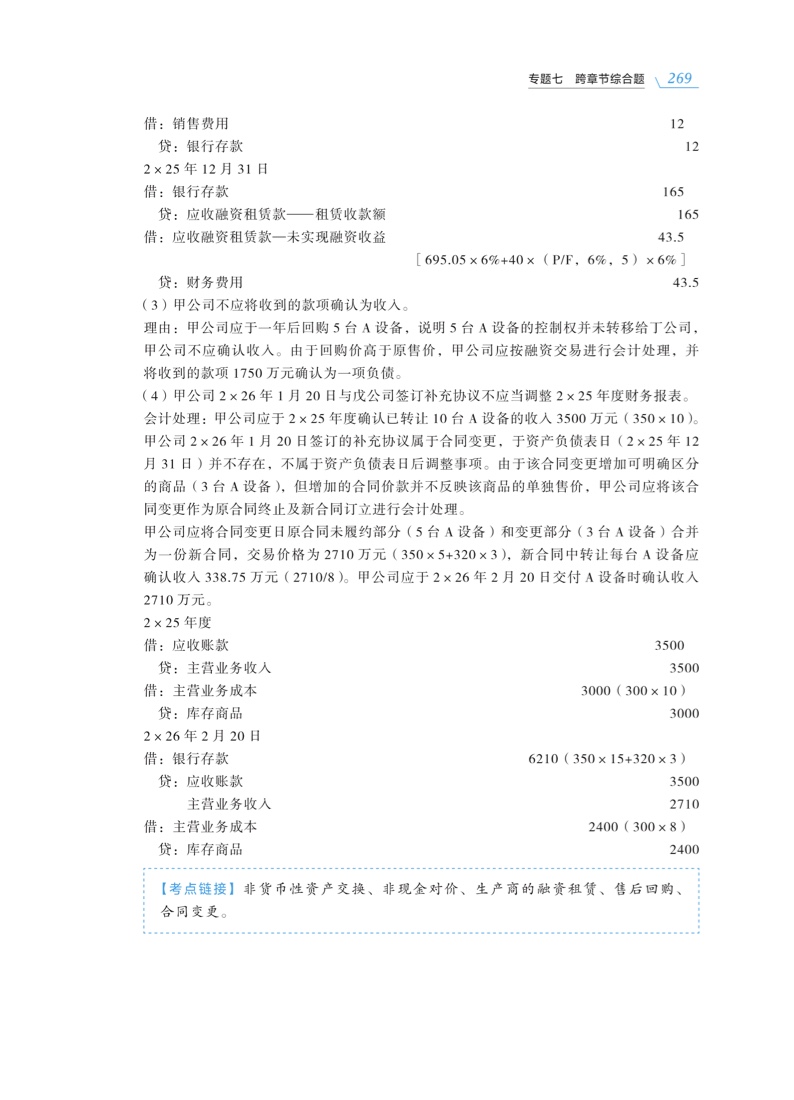 专题七 跨章节综合题 269
借：销售费用 12
贷：银行存款 12
2×25 年 12 月 31 日
借：银行存款 165
贷：应收融资租赁款——租赁收款额 165
借：应收融资租赁款—未实现融资收益 43.5
［695.05×6%+40×（P/F，6%，5）×6%］
贷：财务费用 43.5
（3）甲公司不应将收到的款项确认为收入。
理由：甲公司应于一年后回购 5 台 A 设备，说明 5 台 A 设备的控制权并未转移给丁公司，
甲公司不应确认收入。由于回购价高于原售价，甲公司应按融资交易进行会计处理，并
将收到的款项 1750 万元确认为一项负债。
（4）甲公司 2×26 年 1 月 20 日与戊公司签订补充协议不应当调整 2×25 年度财务报表。
会计处理：甲公司应于 2×25 年度确认已转让 10 台 A 设备的收入 3500 万元（350×10）。
甲公司 2×26 年 1 月 20 日签订的补充协议属于合同变更，于资产负债表日（2×25 年 12
月 31 日）并不存在，不属于资产负债表日后调整事项。由于该合同变更增加可明确区分
的商品（3 台 A 设备），但增加的合同价款并不反映该商品的单独售价，甲公司应将该合
同变更作为原合同终止及新合同订立进行会计处理。
甲公司应将合同变更日原合同未履约部分（5 台 A 设备）和变更部分（3 台 A 设备）合并
为一份新合同，交易价格为 2710 万元（350×5+320×3），新合同中转让每台 A 设备应
确认收入 338.75 万元（2710/8）。甲公司应于 2×26 年 2 月 20 日交付 A 设备时确认收入
2710 万元。
2×25 年度
借：应收账款 3500
贷：主营业务收入 3500
借：主营业务成本 3000（300×10）
贷：库存商品 3000
2×26 年 2 月 20 日
借：银行存款 6210（350×15+320×3）
贷：应收账款 3500
主营业务收入 2710
借：主营业务成本 2400（300×8）
贷：库存商品 2400
【考点链接】非货币性资产交换、非现金对价、生产商的融资租赁、售后回购、
合同变更。